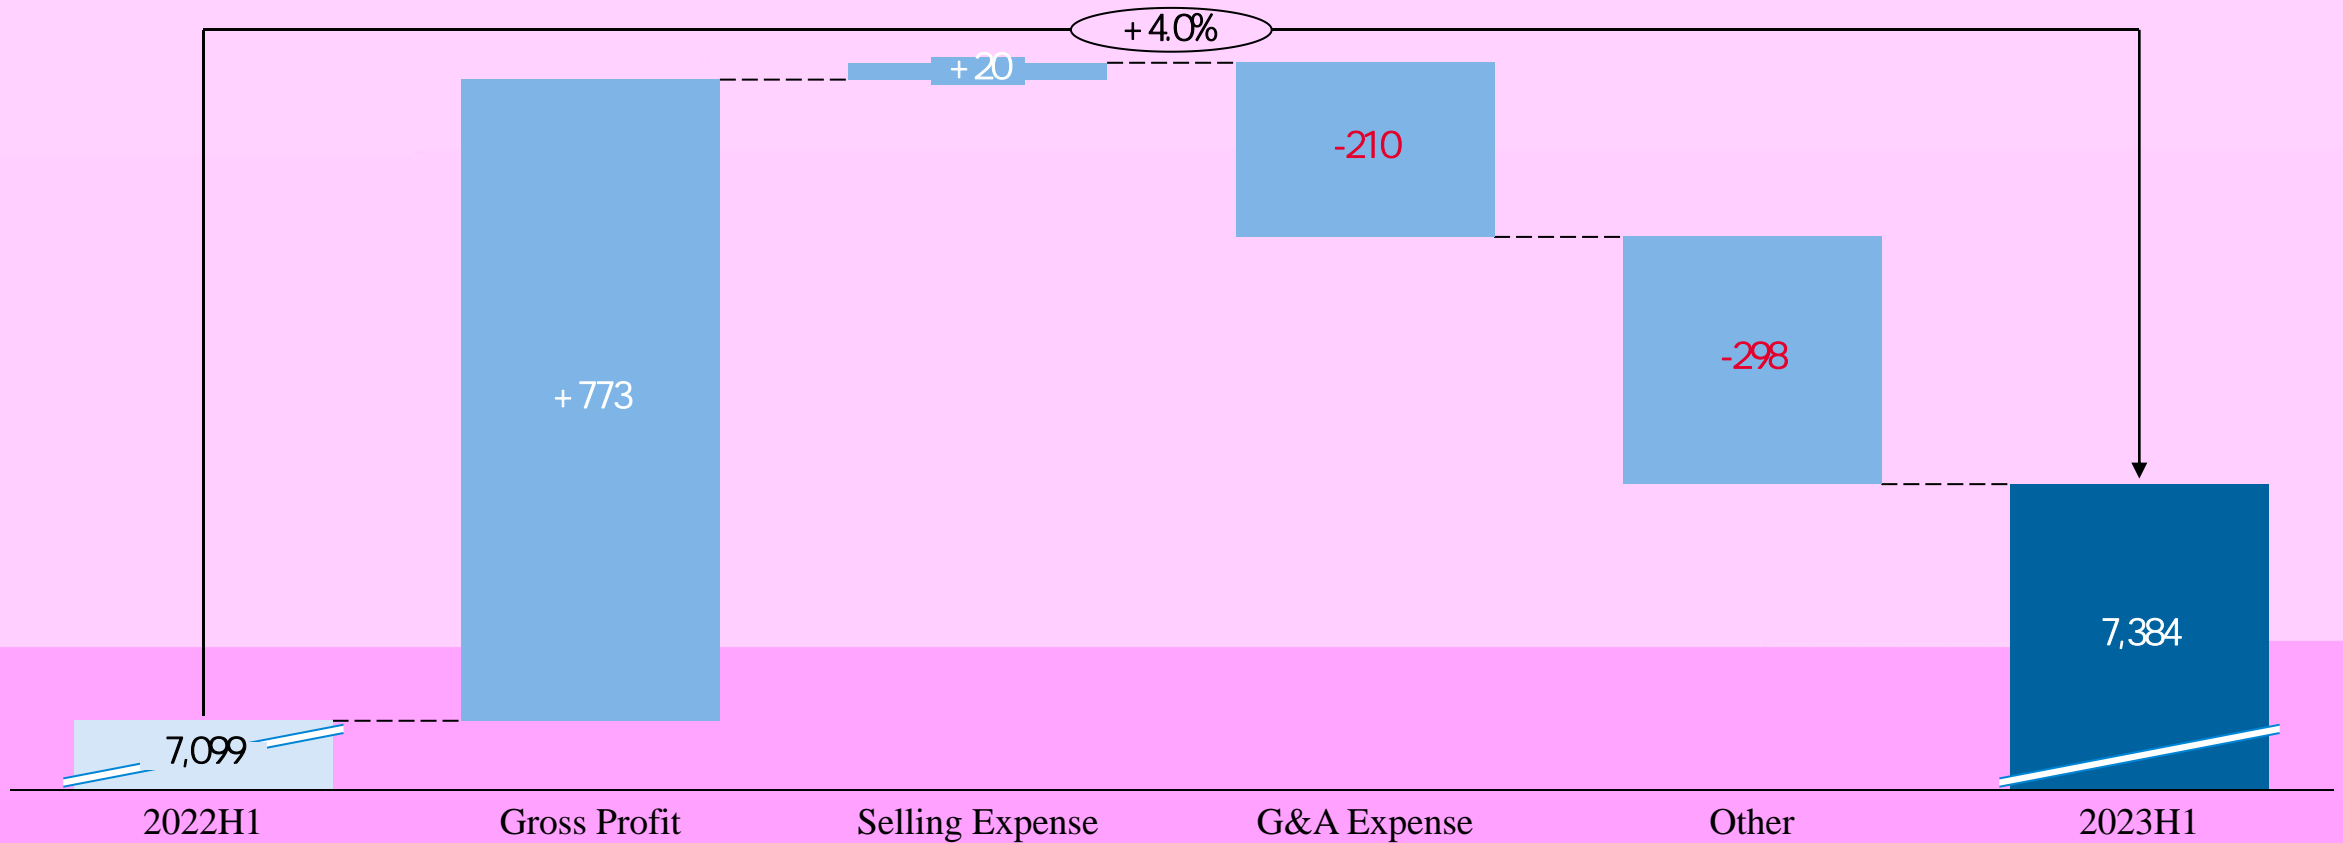 +4.0%
+20
-210
-298
+773
7,384
7,099
2022H1
Gross Profit
Selling Expense
G&A Expense
Other
2023H1